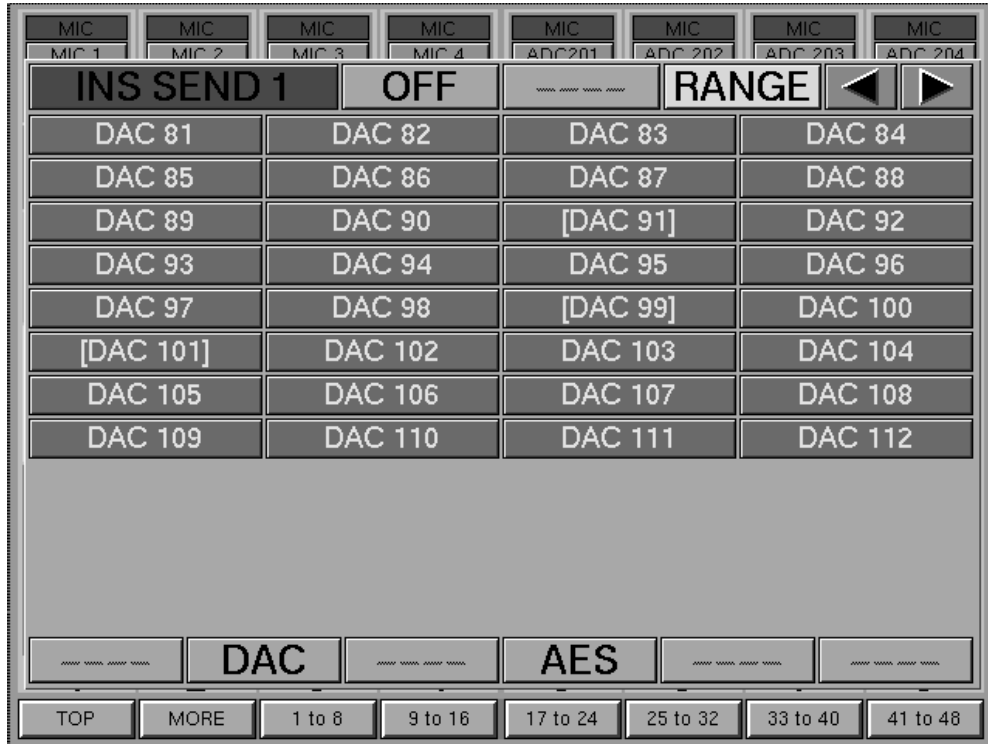 MIC MIC MIC MIC MIC MIC MIC MIC
MIC 1 MIC 2 MIC 3 MIC 4 ADC201 ADC 202 ADC 203 ADC 204
INS SEND 1 OFF ---- RANGE
DAC 81 DAC 82 DAC 83 DAC 84
DAC 85 DAC 86 DAC 87 DAC 88
DAC 89 DAC 90 [DAC 91] DAC 92
DAC 93 DAC 94 DAC 95 DAC 96
DAC 97 DAC 98 [DAC 99] DAC 100
[DAC 101] DAC 102 DAC 103 DAC 104
DAC 105 DAC 106 DAC 107 DAC 108
DAC 109 DAC 110 DAC 111 DAC 112
---- DAC ---- AES ---- ----
TOP MORE 1 to 8 9 to 16 17 to 24 25 to 32 33 to 40 41 to 48